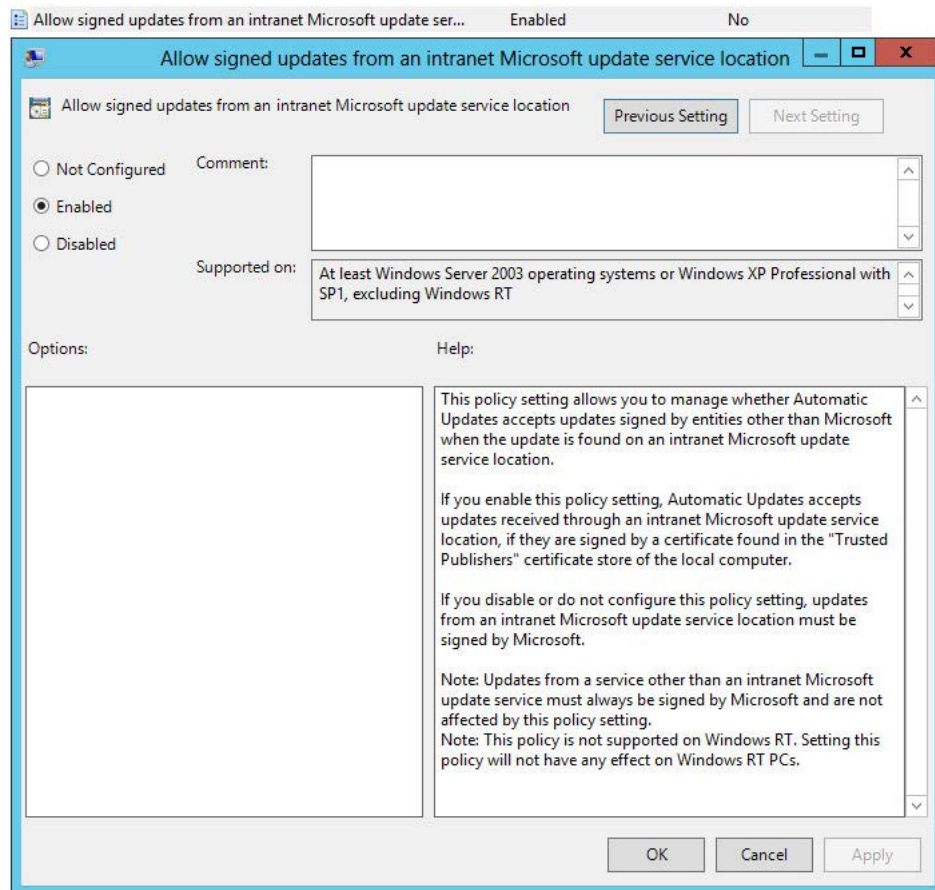 Allow signed updates from an intranet Microsoft update ser... Enabled No
Allow signed updates from an intranet Microsoft update service location
Allow signed updates from an intranet Microsoft update service location
Previous Setting
Next Setting
Not Configured
Enabled
Disabled
Comment:
Supported on:
At least Windows Server 2003 operating systems or Windows XP Professional with
SP1, excluding Windows RT
Options:
Help:
This policy setting allows you to manage whether Automatic
Updates accepts updates signed by entities other than Microsoft
when the update is found on an intranet Microsoft update
service location.
If you enable this policy setting, Automatic Updates accepts
updates received through an intranet Microsoft update service
location, if they are signed by a certificate found in the "Trusted
Publishers" certificate store of the local computer.
If you disable or do not configure this policy setting, updates
from an intranet Microsoft update service location must be
signed by Microsoft.
Note: Updates from a service other than an intranet Microsoft
update service must always be signed by Microsoft and are not
affected by this policy setting.
Note: This policy is not supported on Windows RT. Setting this
policy will not have any effect on Windows RT PCs.
OK
Cancel
Apply